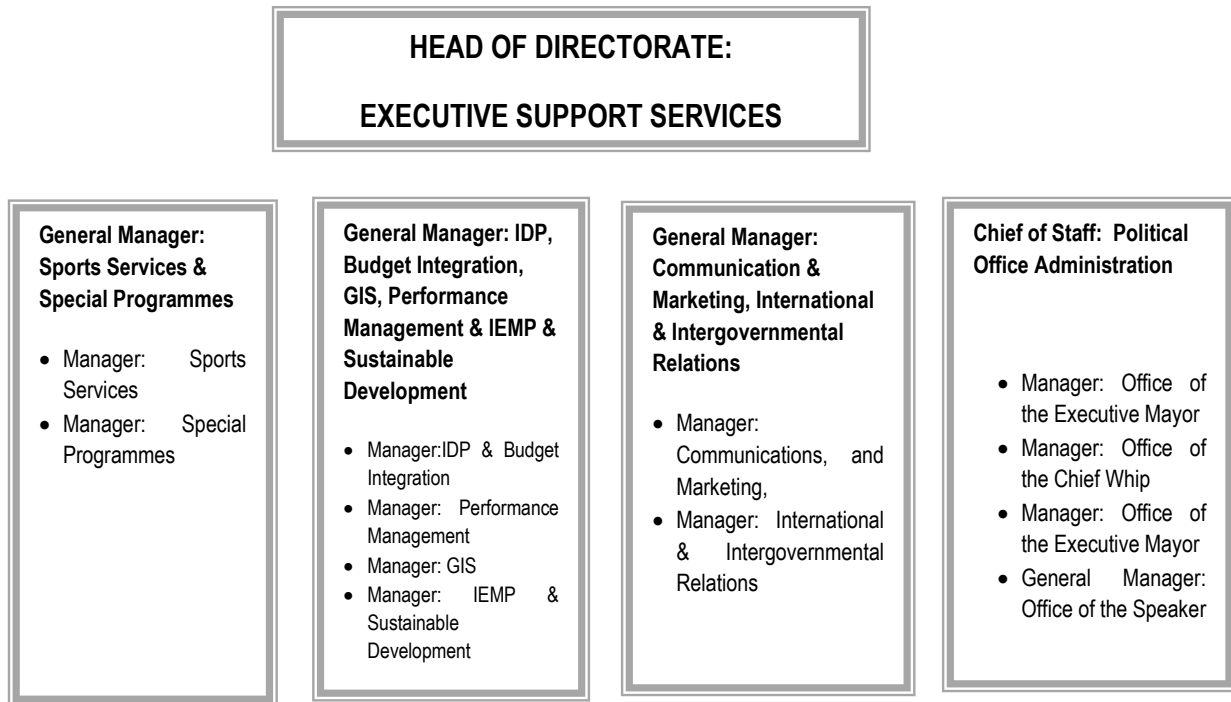 HEAD OF DIRECTORATE:
EXECUTIVE SUPPORT SERVICES
General Manager:
Sports Services &
Special Programmes
• Manager: Sports
Services
• Manager: Special
Programmes
General Manager: IDP,
Budget Integration,
GIS, Performance
Management & IEMP &
Sustainable
Development
• Manager:IDP & Budget
Integration
• Manager: Performance
Management
• Manager: GIS
• Manager: IEMP &
Sustainable
Development
General Manager:
Communication &
Marketing, International
& Intergovernmental
Relations
• Manager:
Communications, and
Marketing,
• Manager: International
& Intergovernmental
Relations
Chief of Staff: Political
Office Administration
• Manager: Office of
the Executive Mayor
• Manager: Office of
the Chief Whip
• Manager: Office of
the Executive Mayor
• General Manager:
Office of the Speaker